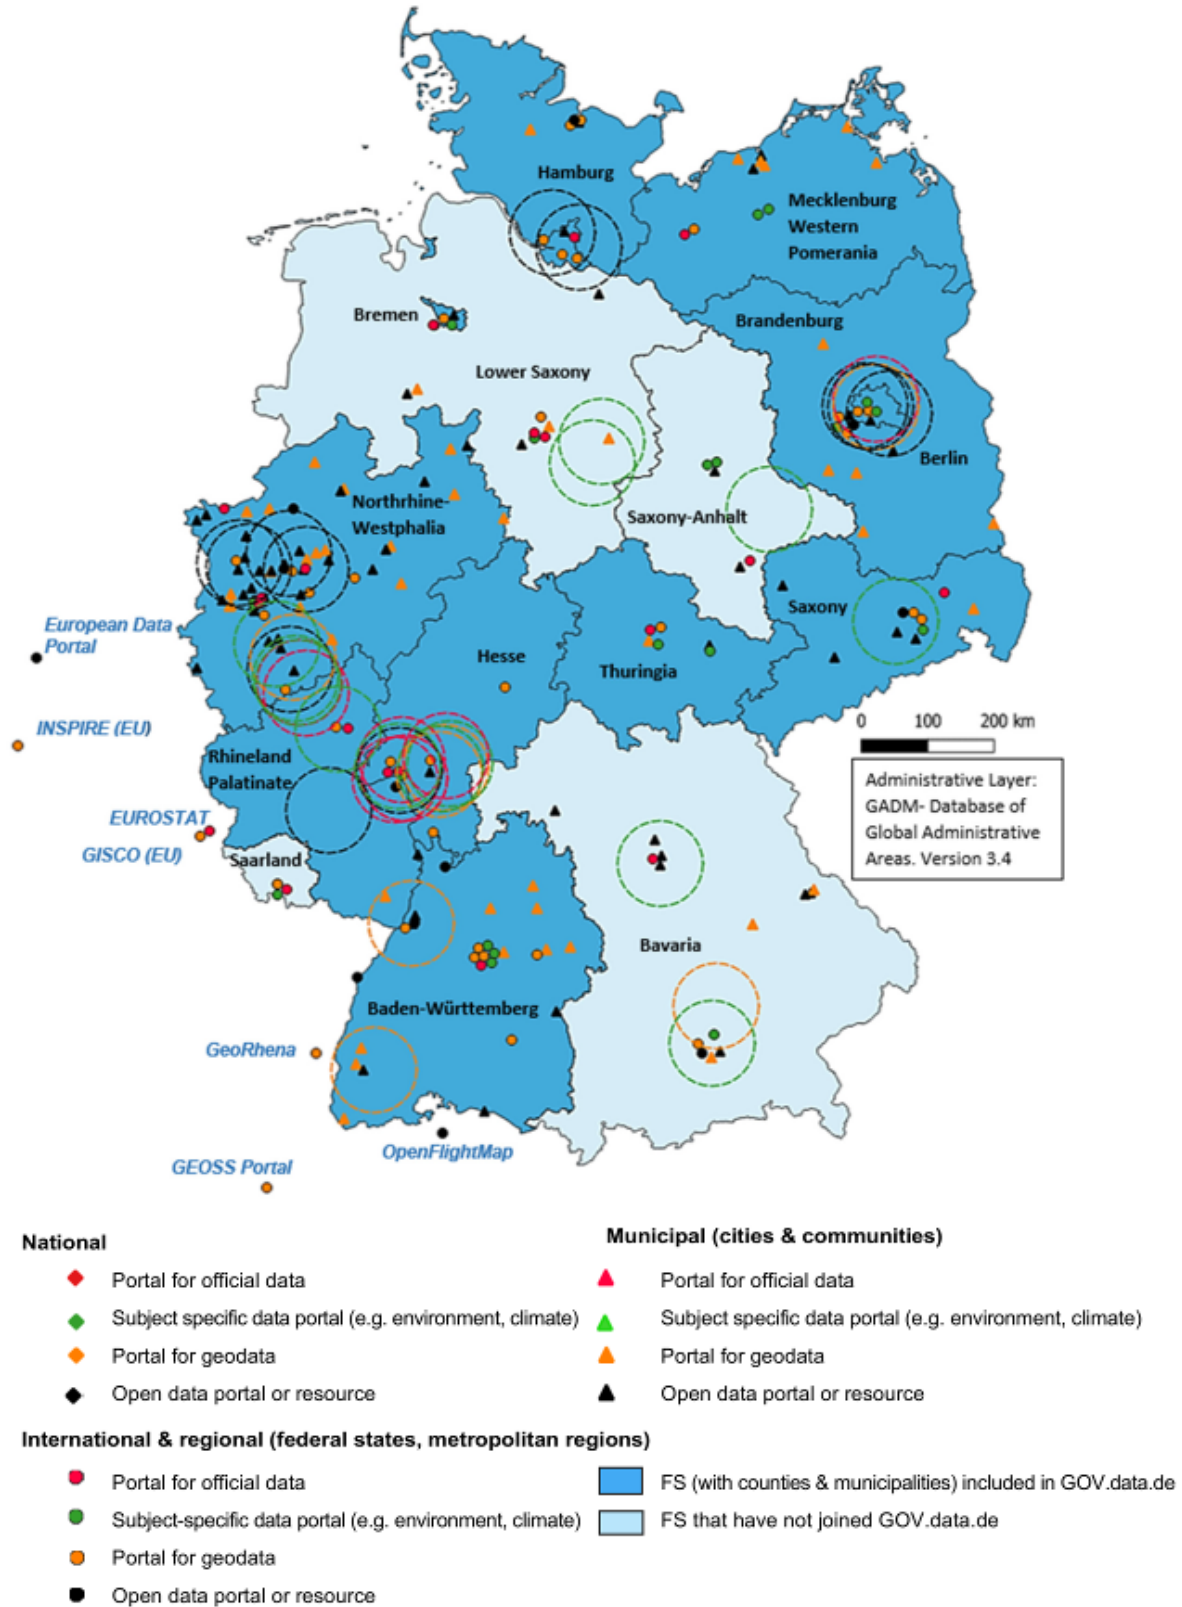 Hamburg
Mecklenburg
Western
Pomerania
Bremen
Brandenburg
Lower Saxony
Berlin
Northrhine-
Westphalia
Saxony-Anhalt
Saxony
European Data
Portal
Hesse
Thuringia
INSPIRE (EU)
0 100 200 km
Rhineland
Palatinate
Administrative Layer:
GADM- Database of
Global Administrative
Areas. Version 3.4
EUROSTAT
GISCO (EU)
Saarland
Bavaria
Baden-Württemberg
GeoRhena
OpenFlightMap
GEOSS Portal
National
Portal for official data
Subject specific data portal (e.g. environment, climate)
Portal for geodata
Open data portal or resource
Municipal (cities & communities)
Portal for official data
Subject specific data portal (e.g. environment, climate)
Portal for geodata
Open data portal or resource
International & regional (federal states, metropolitan regions)
Portal for official data
Subject-specific data portal (e.g. environment, climate)
Portal for geodata
Open data portal or resource
FS (with counties & municipalities) included in GOV.data.de
FS that have not joined GOV.data.de